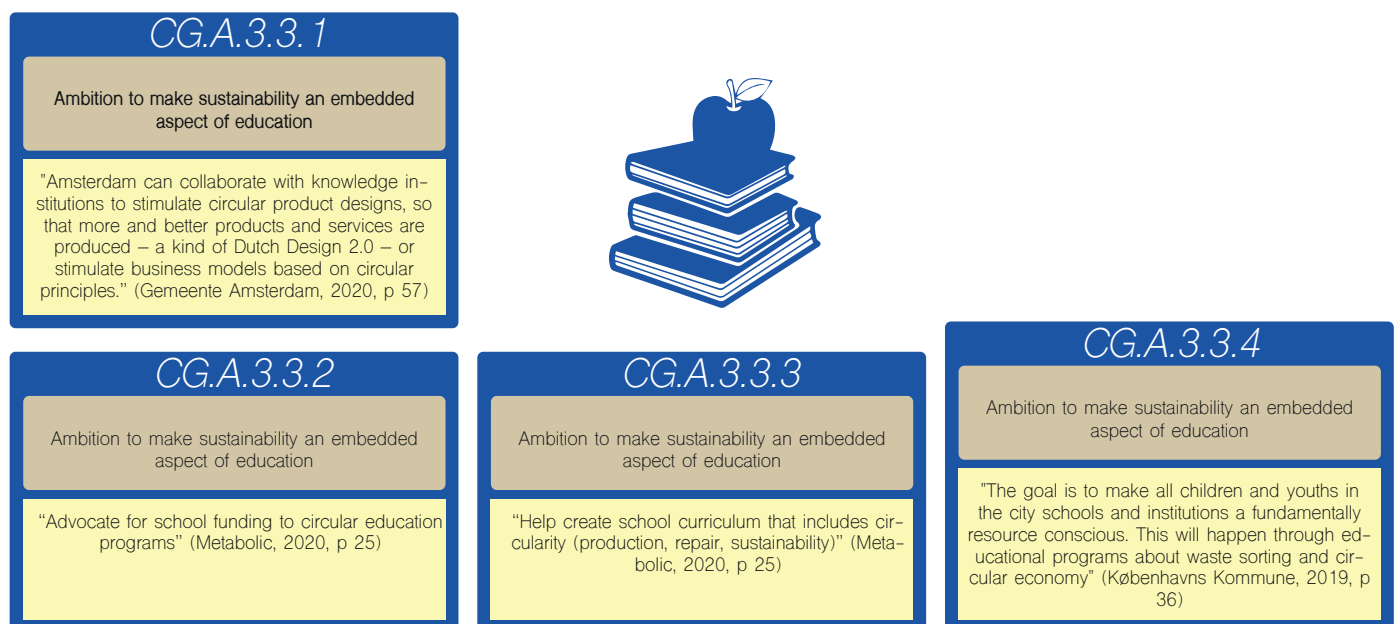 CG.A.3.3.1
Ambition to make sustainability an embedded
aspect of education
"Amsterdam can collaborate with knowledge in-
stitutions to stimulate circular product designs, so
that more and better products and services are
produced – a kind of Dutch Design 2.0 – or
stimulate business models based on circular
principles.” (Gemeente Amsterdam, 2020, p 57)
CG.A.3.3.2
Ambition to make sustainability an embedded
aspect of education
“Advocate for school funding to circular education
programs” (Metabolic, 2020, p 25)
CG.A.3.3.3
Ambition to make sustainability an embedded
aspect of education
“Help create school curriculum that includes cir-
cularity (production, repair, sustainability)” (Meta-
bolic, 2020, p 25)
CG.A.3.3.4
Ambition to make sustainability an embedded
aspect of education
"The goal is to make all children and youths in
the city schools and institutions a fundamentally
resource conscious. This will happen through ed-
ucational programs about waste sorting and cir-
cular economy" (Københavns Kommune, 2019, p
36)